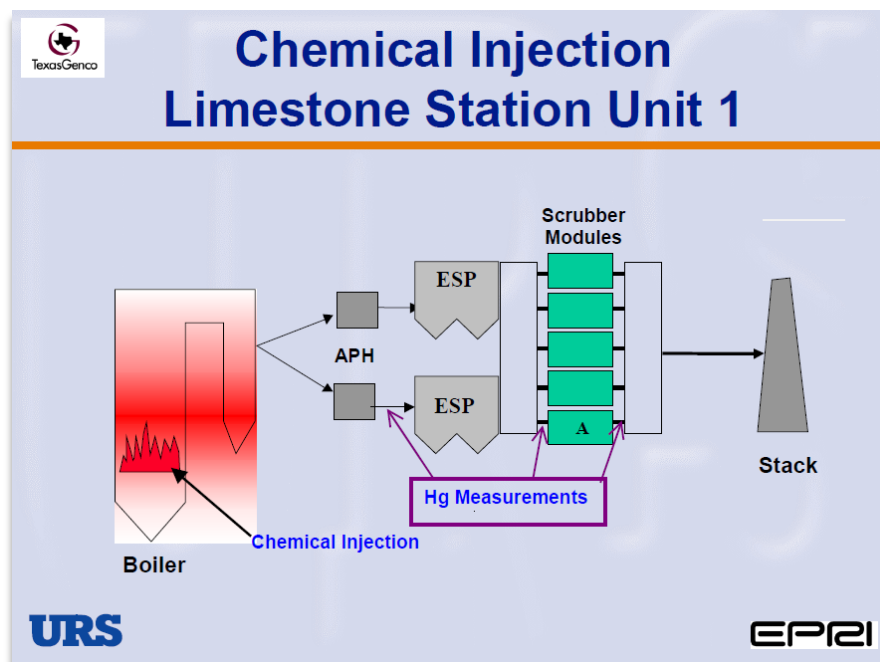 TexasGenco
Chemical Injection
Limestone Station Unit 1
Scrubber
Modules
ESP
APH
ESP
A
Hg Measurements
Stack
Chemical Injection
Boiler
URS
EPRI